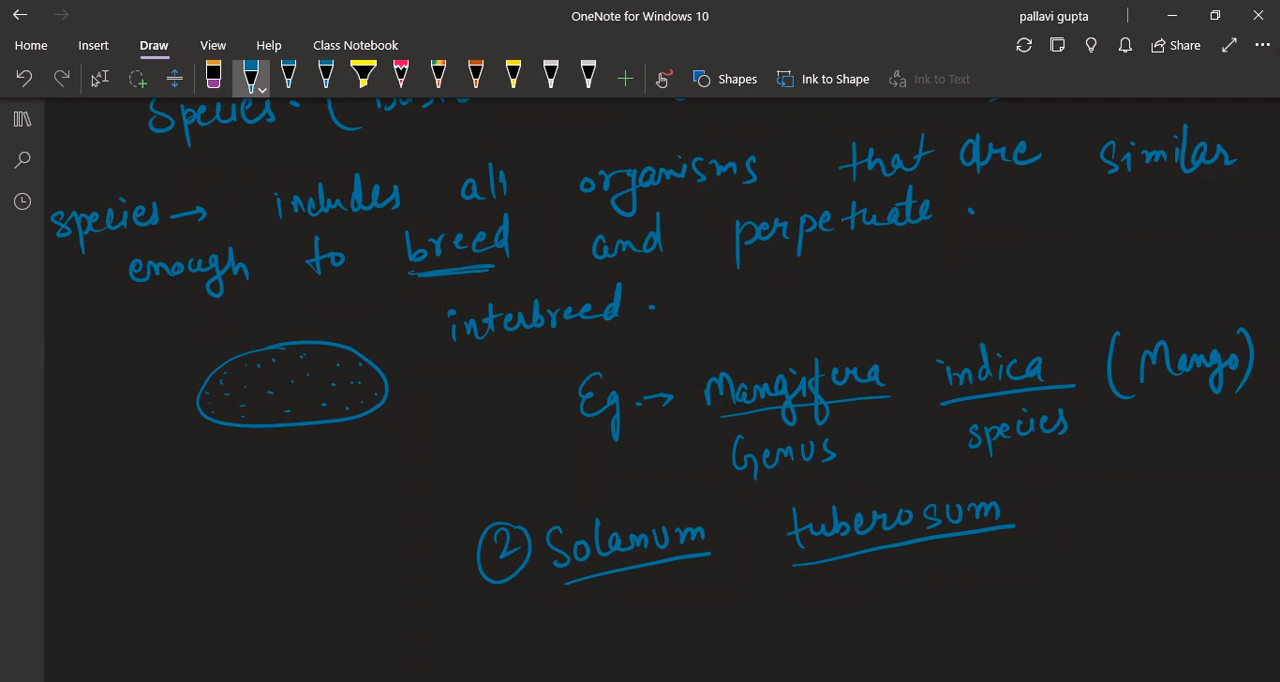 OneNote for Windows 10
pallavi gupta
Home Insert Draw View Help Class Notebook
Share
Shapes Ink to Shape Ink to Text
Species. (
species → includes all organisms that are similar
enough to breed and perpetuate.
interbreed.
Eg. → Mangifera indica (Mango)
Genus species
② Solanum tuberosum